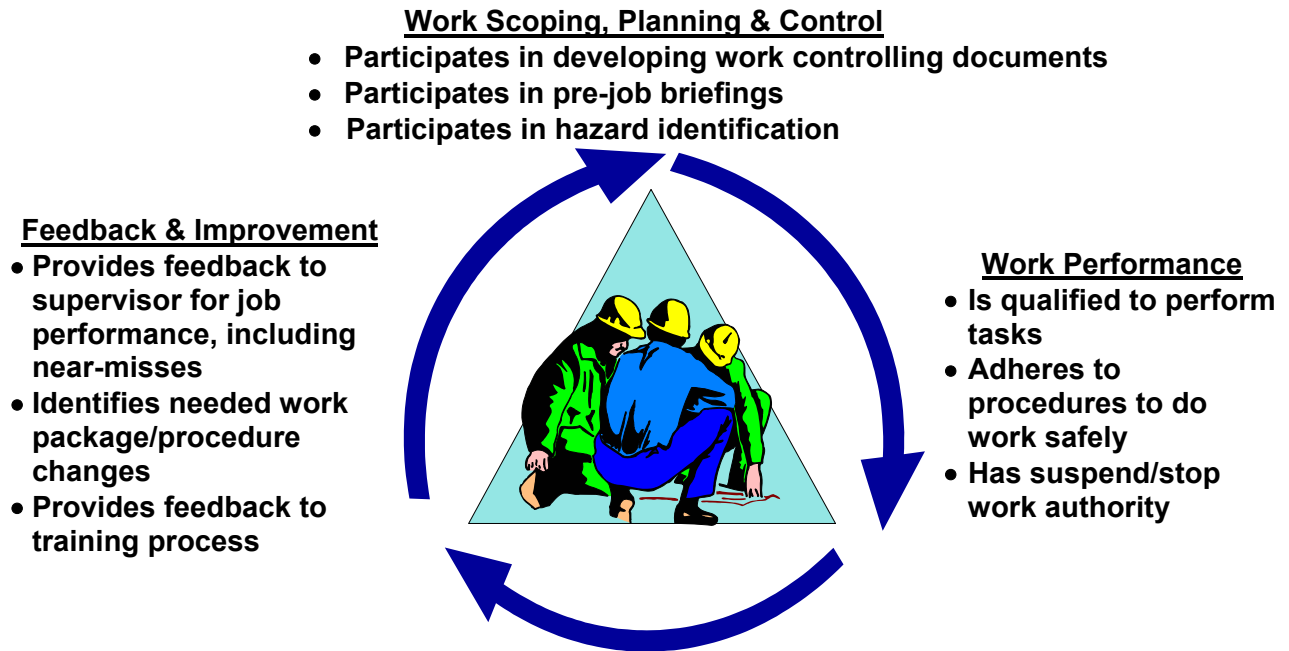 Work Scoping, Planning & Control
• Participates in developing work controlling documents
• Participates in pre-job briefings
• Participates in hazard identification
Feedback & Improvement
• Provides feedback to
supervisor for job
performance, including
near-misses
• Identifies needed work
package/procedure
changes
• Provides feedback to
training process
Work Performance
• Is qualified to perform
tasks
• Adheres to
procedures to do
work safely
• Has suspend/stop
work authority